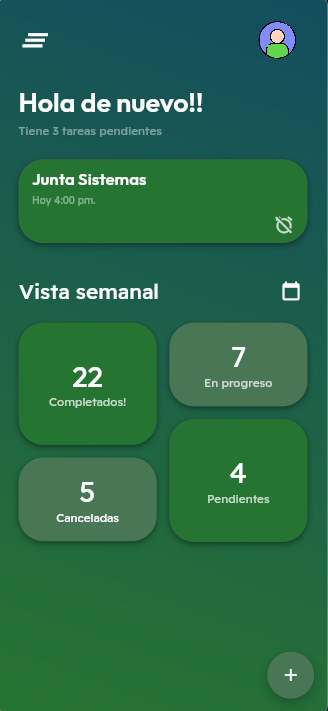 Hola de nuevo!!
Tiene 3 tareas pendientes
Junta Sistemas
Hoy 4:00 pm.
Vista semanal
22
Completados!
7
En progreso
5
Canceladas
4
Pendientes
+